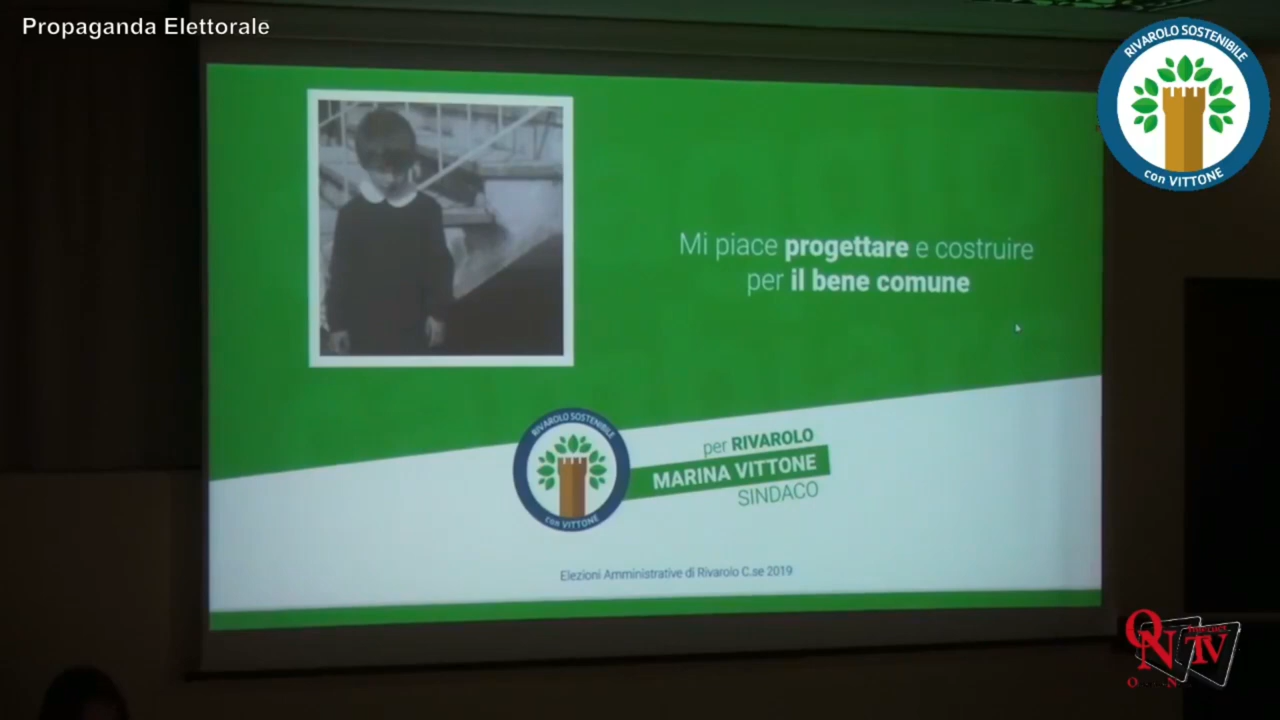 Propaganda Elettorale
RIVAROLO SOSTENIBILE
con VITTONE
Mi piace progettare e costruire
per il bene comune
RIVAROLO SOSTENIBILE
con VITTONE
per RIVAROLO
MARINA VITTONE
SINDACO
Elezioni Amministrative di Rivarolo C.se 2019
QN TV